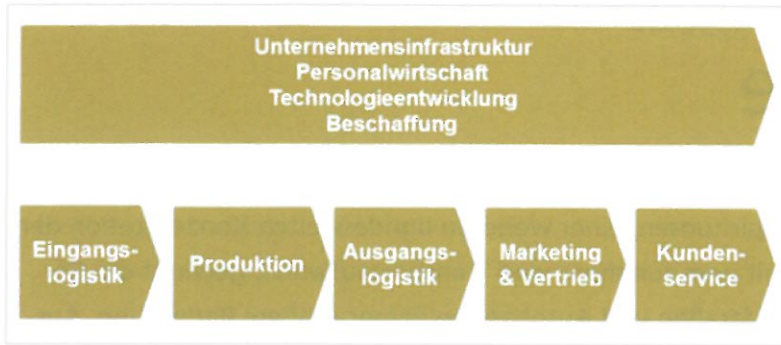 Unternehmensinfrastruktur
Personalwirtschaft
Technologieentwicklung
Beschaffung
Eingangs-
logistik
Produktion
Ausgangs-
logistik
Marketing
& Vertrieb
Kunden-
service